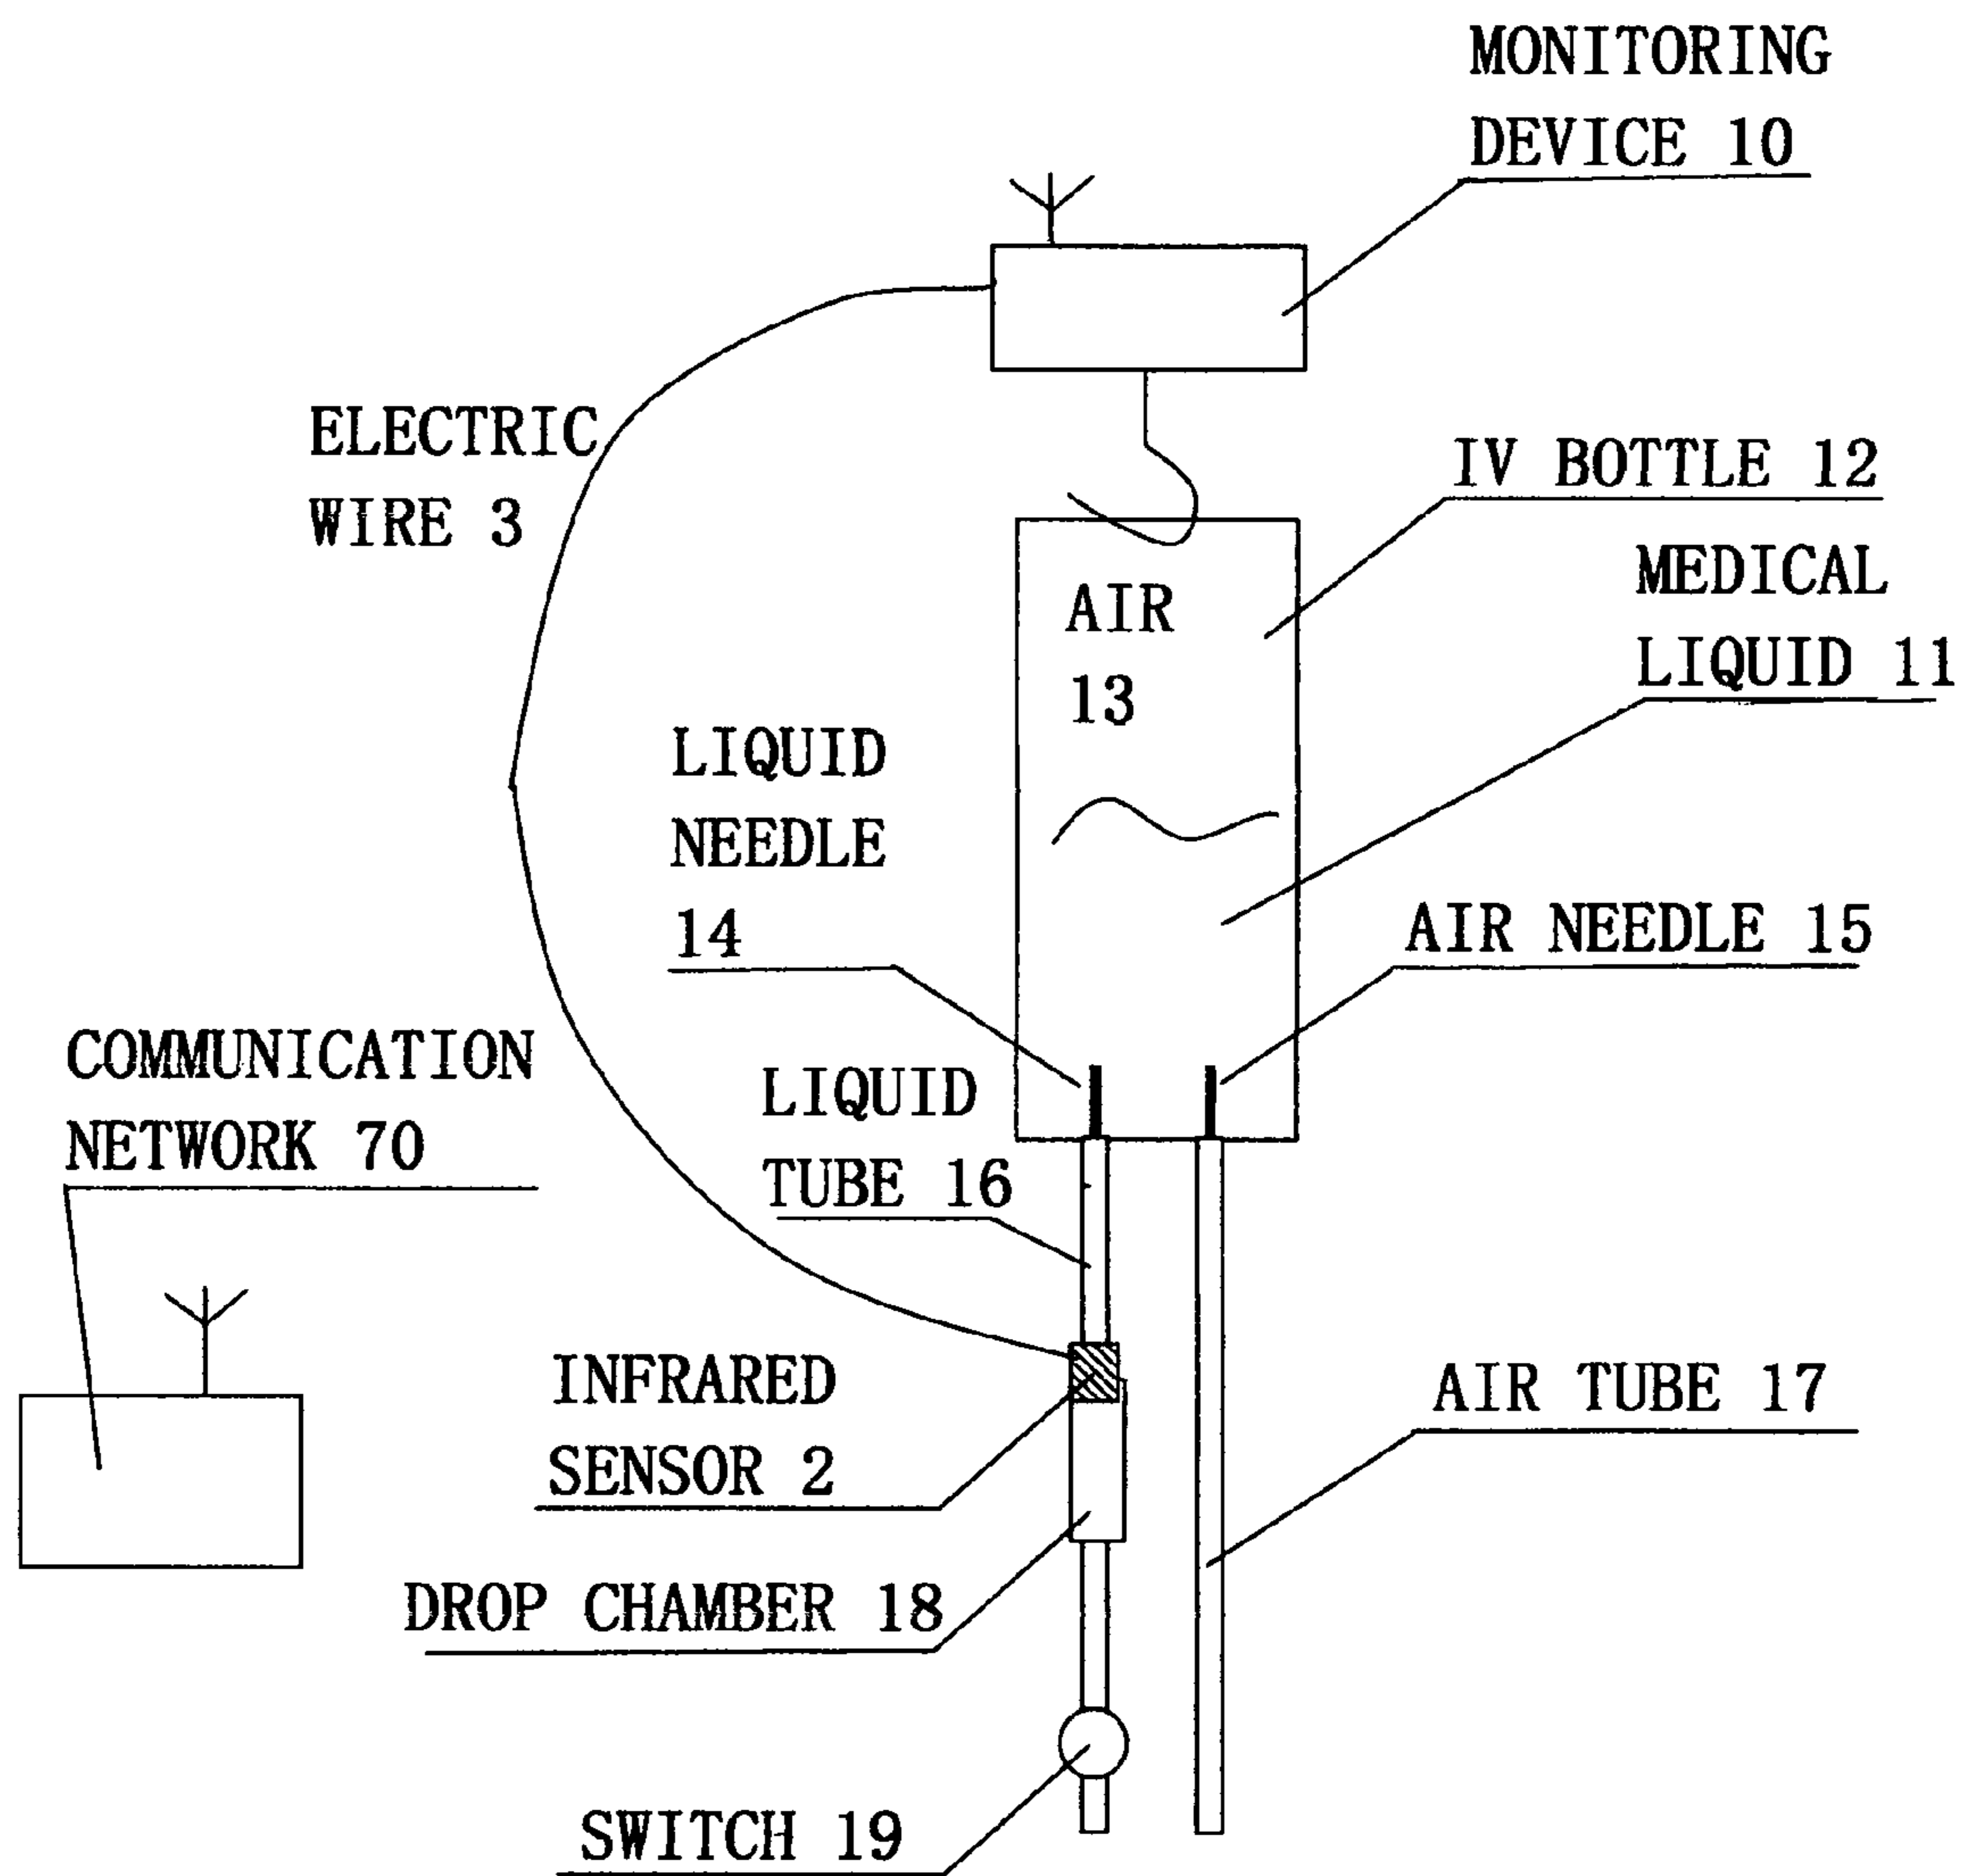 MONITORING
DEVICE 10
ELECTRIC
WIRE 3
IV BOTTLE 12
MEDICAL
LIQUID 11
AIR
13
LIQUID
NEEDLE
14
AIR NEEDLE 15
COMMUNICATION
NETWORK 70
LIQUID
TUBE 16
INFRARED
SENSOR 2
AIR TUBE 17
DROP CHAMBER 18
SWITCH 19